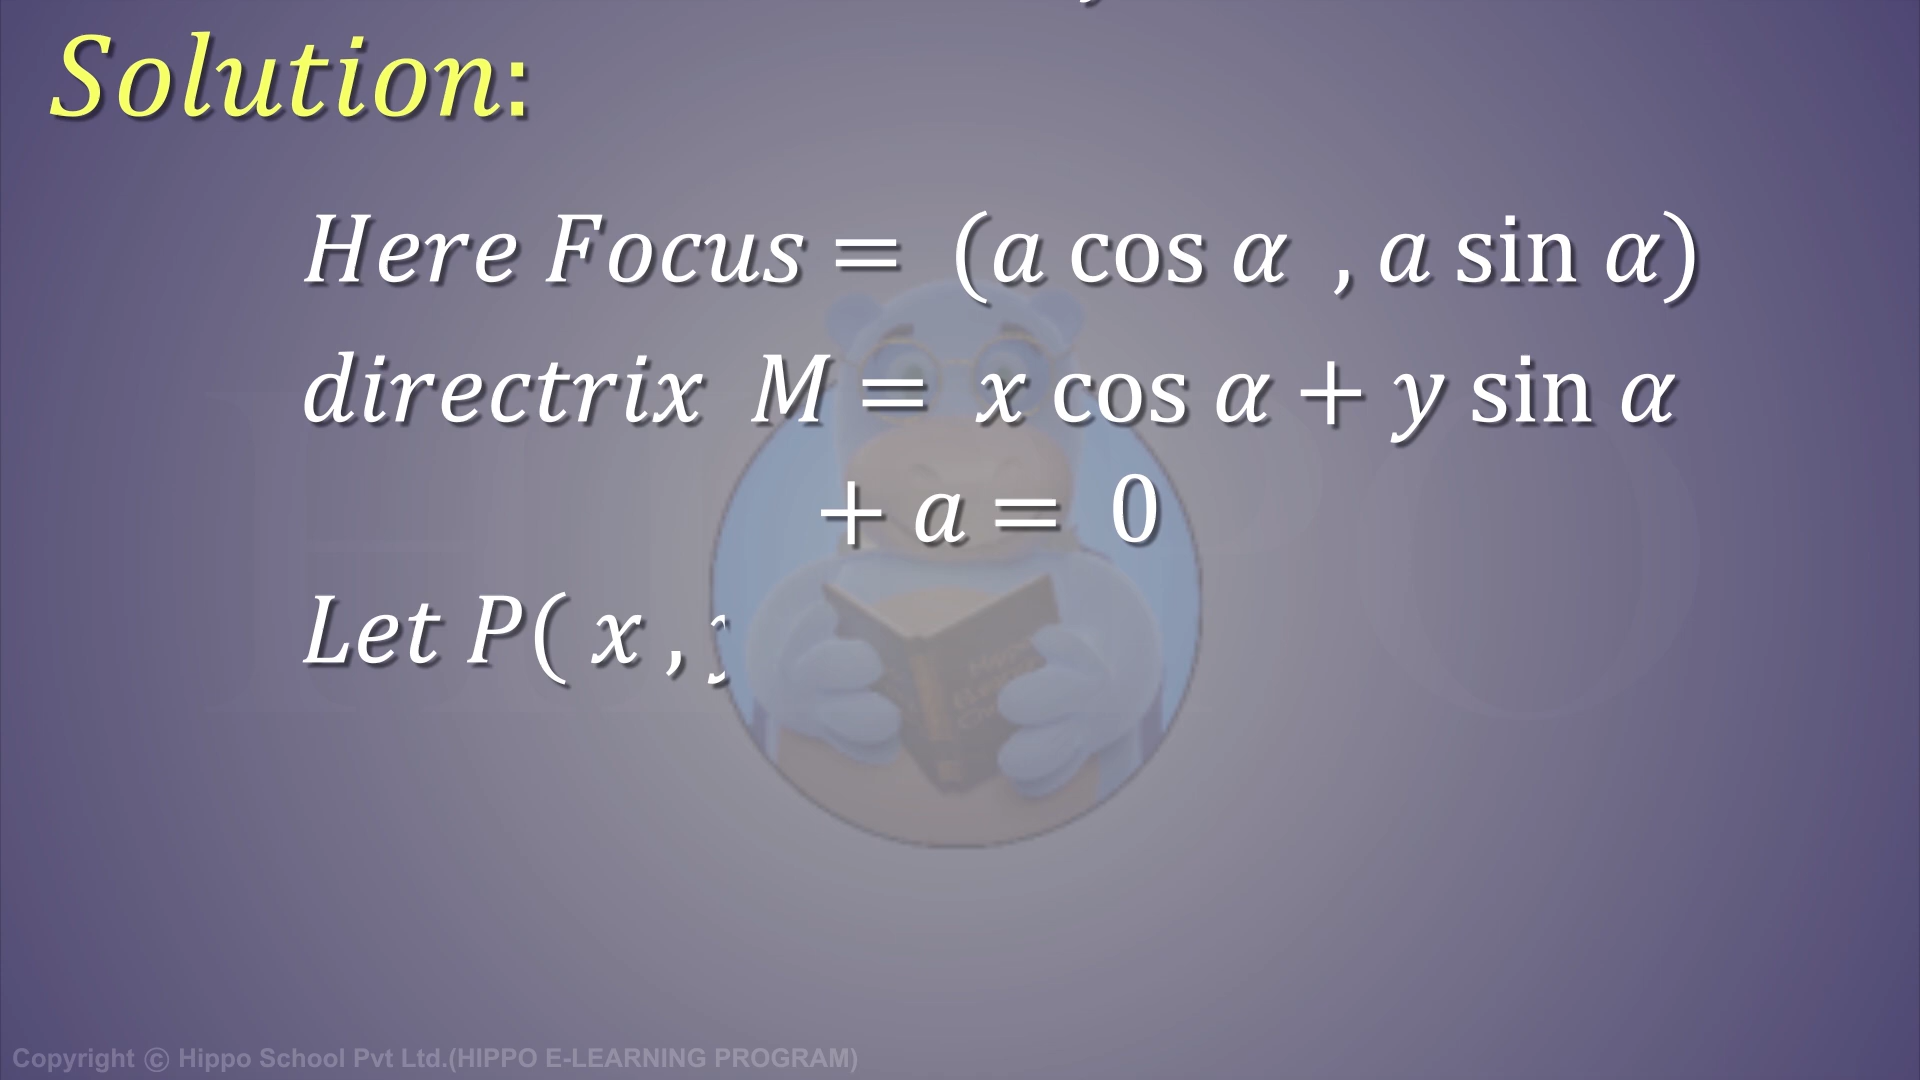 Solution:
Here Focus = (a cos α , a sin α)
directrix M = x cos α + y sin α
+ a = 0
Let P( x ,
Copyright © Hippo School Pvt Ltd.(HIPPO E-LEARNING PROGRAM)